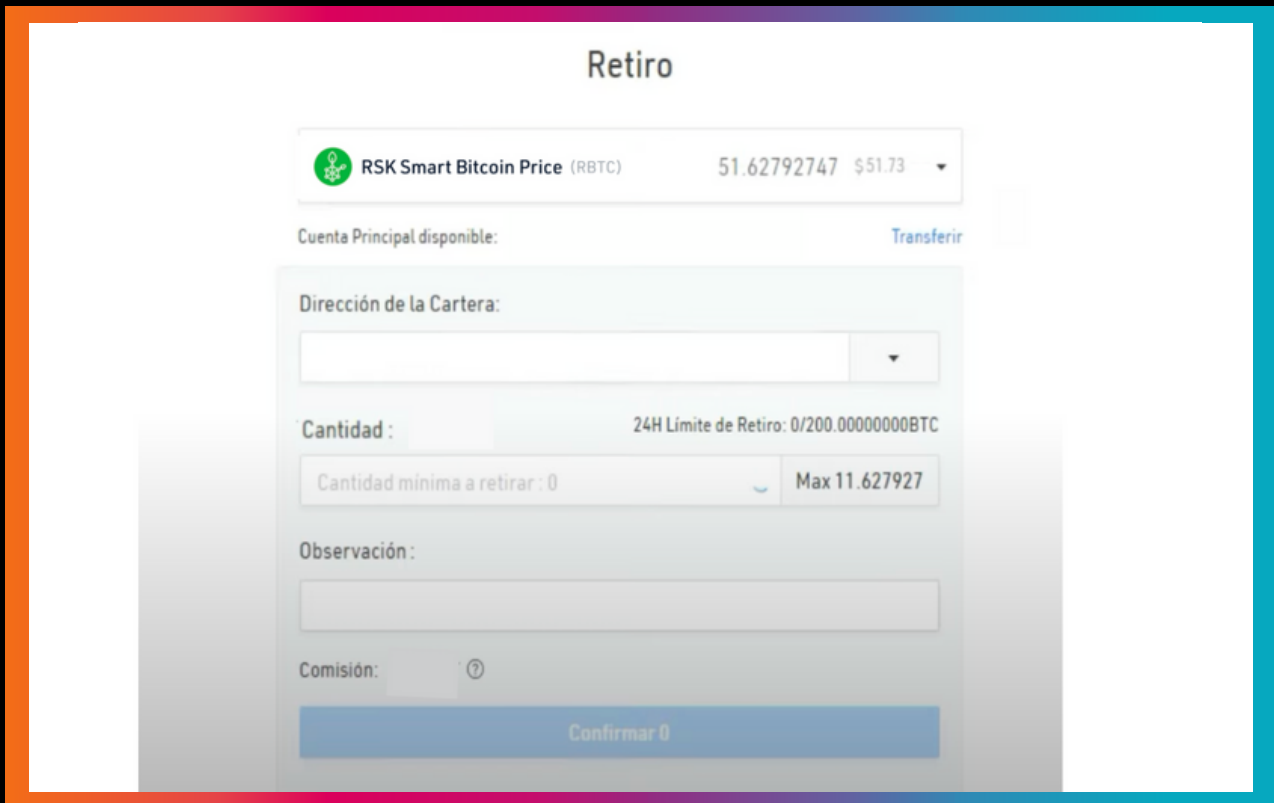 Retiro
RSK Smart Bitcoin Price (RBTC) 51.62792747 $51.73
Cuenta Principal disponible: Transferir
Dirección de la Cartera:
Cantidad : 24H Límite de Retiro: 0/200.00000000BTC
Cantidad mínima a retirar : 0 Max 11.627927
Observación :
Comisión: ?
Confirmar 0